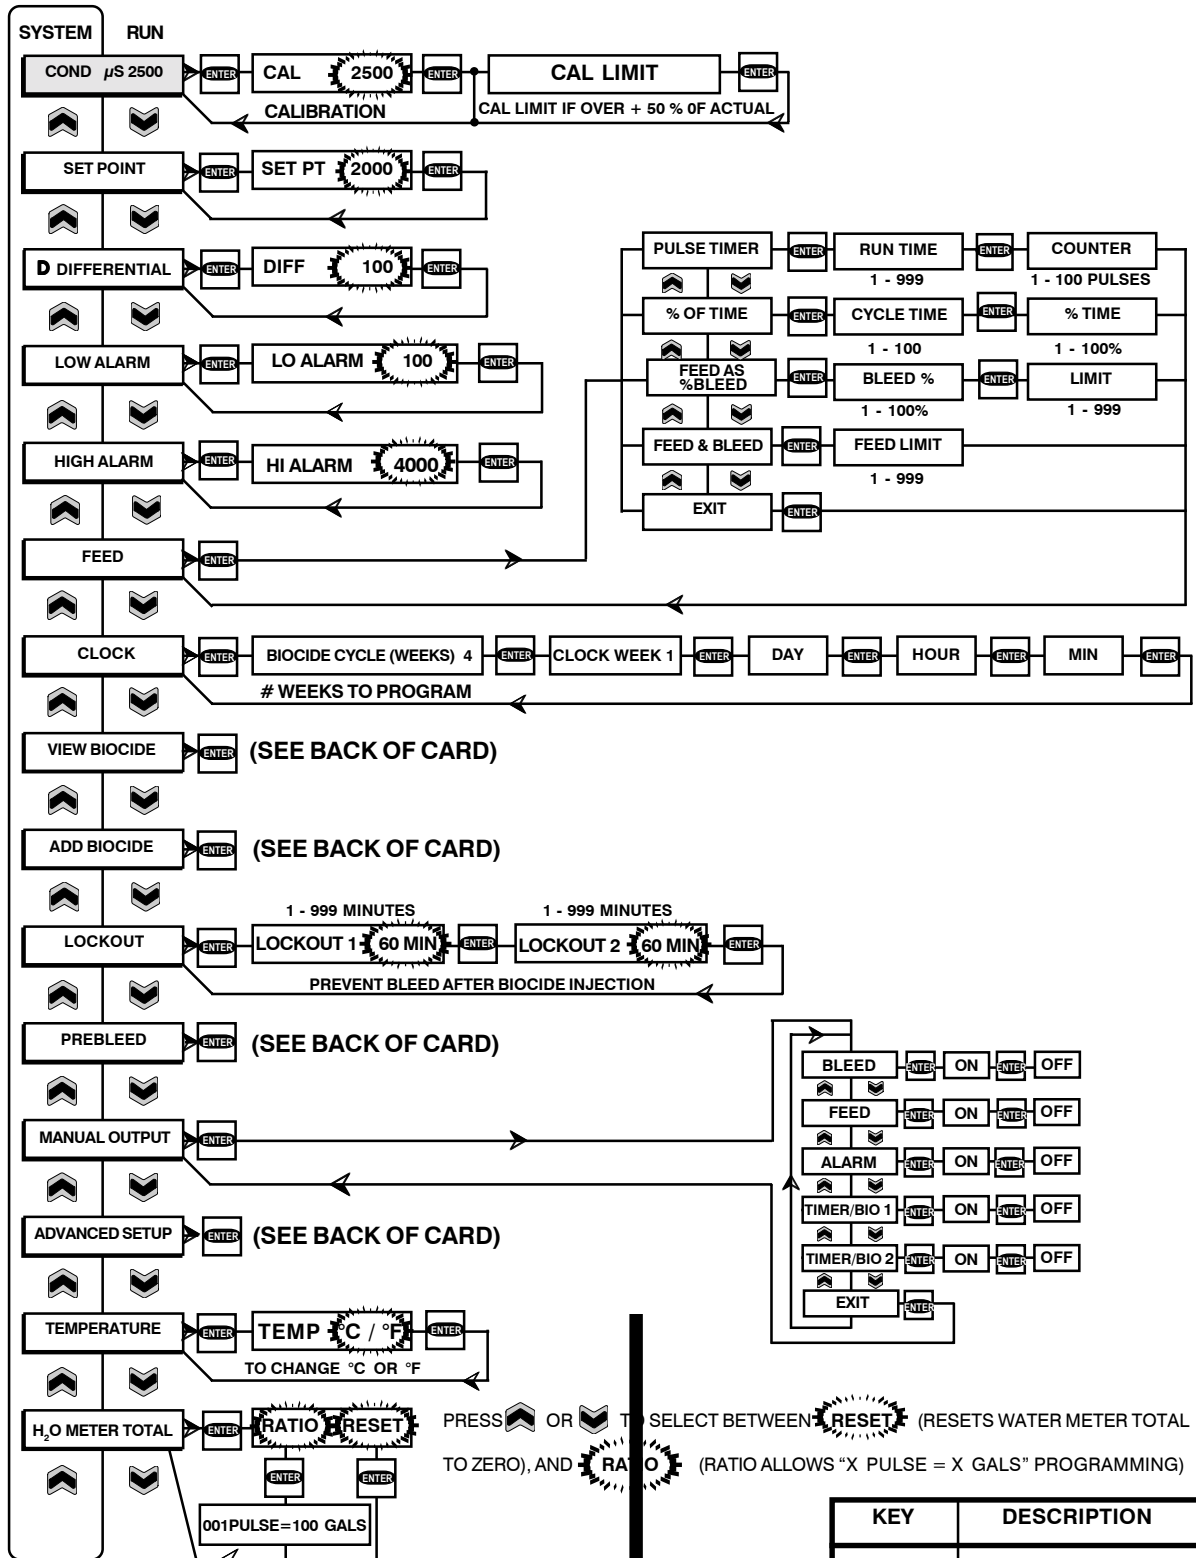 SYSTEM RUN
COND µS 2500 ENTER CAL 2500 ENTER CAL LIMIT ENTER
CALIBRATION CAL LIMIT IF OVER + 50 % 0F ACTUAL
SET POINT ENTER SET PT 2000 ENTER
D DIFFERENTIAL ENTER DIFF 100 ENTER
LOW ALARM ENTER LO ALARM 100 ENTER
HIGH ALARM ENTER HI ALARM 4000 ENTER
PULSE TIMER ENTER RUN TIME ENTER COUNTER
1 - 999 1 - 100 PULSES
% OF TIME ENTER CYCLE TIME ENTER % TIME
1 - 100 1 - 100%
FEED AS
%BLEED ENTER BLEED % ENTER LIMIT
1 - 100% 1 - 999
FEED & BLEED ENTER FEED LIMIT
1 - 999
EXIT ENTER
FEED ENTER
CLOCK ENTER BIOCIDE CYCLE (WEEKS) 4 ENTER CLOCK WEEK 1 ENTER DAY ENTER HOUR ENTER MIN ENTER
# WEEKS TO PROGRAM
VIEW BIOCIDE ENTER (SEE BACK OF CARD)
ADD BIOCIDE ENTER (SEE BACK OF CARD)
1 - 999 MINUTES 1 - 999 MINUTES
LOCKOUT ENTER LOCKOUT 1 60 MIN ENTER LOCKOUT 2 60 MIN ENTER
PREVENT BLEED AFTER BIOCIDE INJECTION
PREBLEED ENTER (SEE BACK OF CARD)
MANUAL OUTPUT ENTER
BLEED ENTER ON ENTER OFF
FEED ENTER ON ENTER OFF
ALARM ENTER ON ENTER OFF
TIMER/BIO 1 ENTER ON ENTER OFF
TIMER/BIO 2 ENTER ON ENTER OFF
EXIT ENTER
ADVANCED SETUP ENTER (SEE BACK OF CARD)
TEMPERATURE ENTER TEMP °C / °F ENTER
TO CHANGE °C OR °F
H2O METER TOTAL ENTER RATIO RESET
ENTER ENTER
001PULSE=100 GALS
PRESS OR TO SELECT BETWEEN RESET (RESETS WATER METER TOTAL
TO ZERO), AND RATIO (RATIO ALLOWS “X PULSE = X GALS” PROGRAMMING)
KEY DESCRIPTION